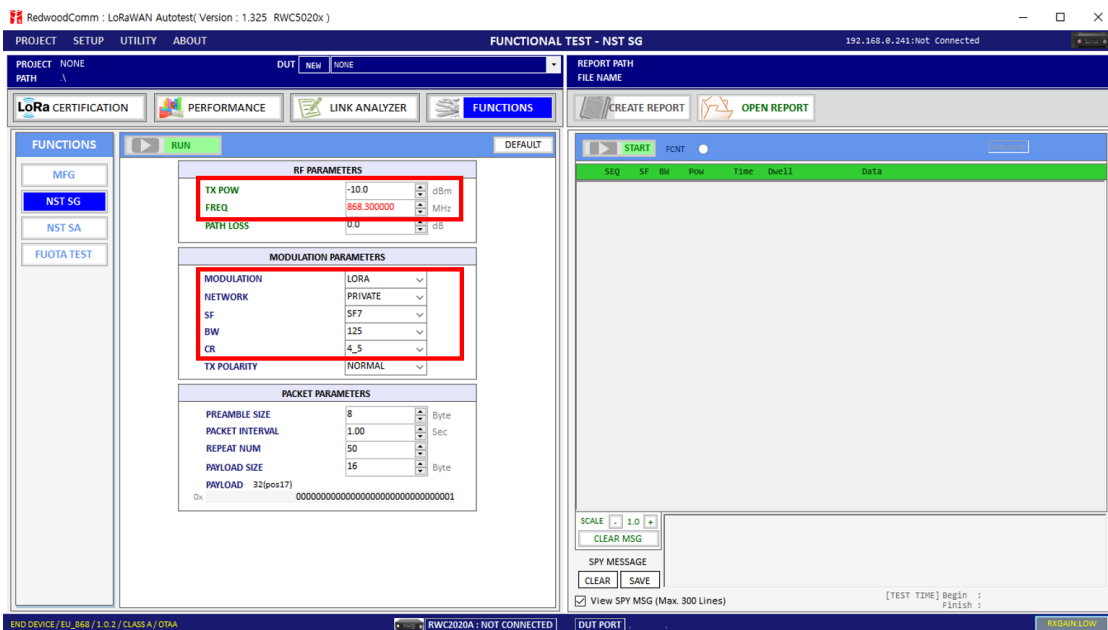 RedwoodComm : LoRaWAN Autotest( Version : 1.325 RWC5020x )
PROJECT SETUP UTILITY ABOUT FUNCTIONAL TEST - NST SG 192.168.0.241:Not Connected
PROJECT NONE DUT NEW NONE REPORT PATH
PATH .\ FILE NAME
LoRa CERTIFICATION PERFORMANCE LINK ANALYZER FUNCTIONS CREATE REPORT OPEN REPORT
FUNCTIONS RUN DEFAULT START FCNT
SEQ SF BW Pow Time Dwell Data
MFG
NST SG
NST SA
FUOTA TEST
RF PARAMETERS
TX POW -10.0 dBm
FREQ 868.300000 MHz
PATH LOSS 0.0 dB
MODULATION PARAMETERS
MODULATION LORA
NETWORK PRIVATE
SF SF7
BW 125
CR 4_5
TX POLARITY NORMAL
PACKET PARAMETERS
PREAMBLE SIZE 8 Byte
PACKET INTERVAL 1.00 Sec
REPEAT NUM 50
PAYLOAD SIZE 16 Byte
PAYLOAD 32(pos17)
0x 00000000000000000000000000000001
SCALE - 1.0 +
CLEAR MSG
SPY MESSAGE
CLEAR SAVE
View SPY MSG (Max. 300 Lines)
[TEST TIME] Begin :
Finish :
END DEVICE / EU_868 / 1.0.2 / CLASS A / OTAA RWC2020A : NOT CONNECTED DUT PORT RXGAIN:LOW